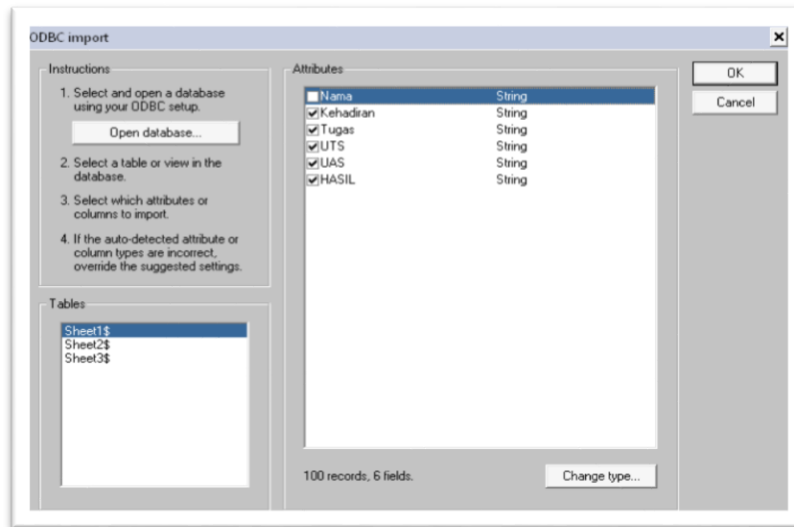 ODBC import
Instructions
1. Select and open a database
using your ODBC setup.
Open database...
2. Select a table or view in the
database.
3. Select which attributes or
columns to import.
4. If the auto-detected attribute or
column types are incorrect,
override the suggested settings.
Tables
Sheet1$
Sheet2$
Sheet3$
Attributes
Nama String
Kehadiran String
Tugas String
UTS String
UAS String
HASIL String
100 records, 6 fields.
Change type...
OK
Cancel